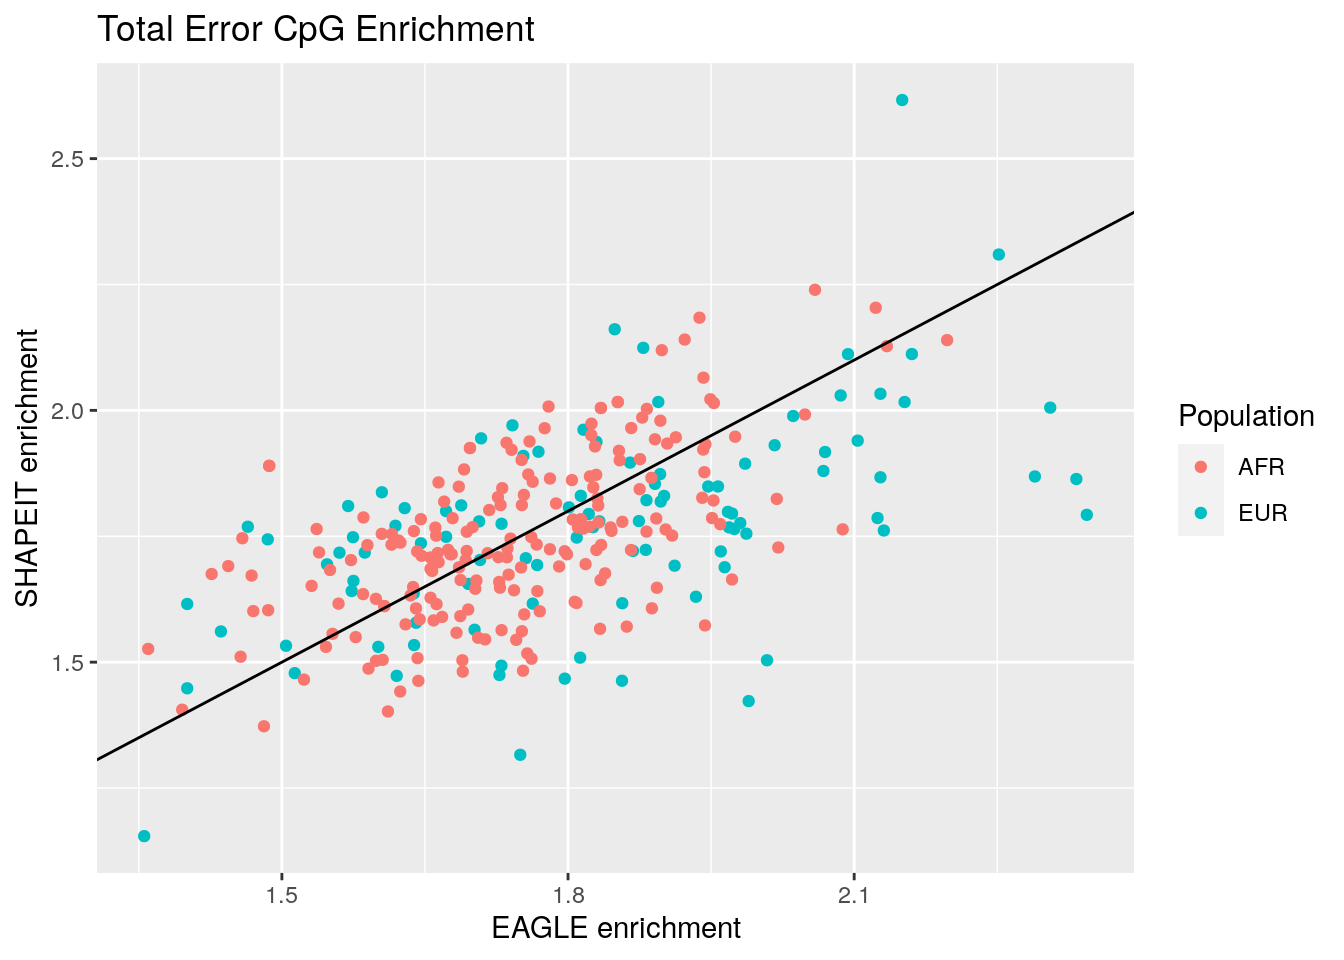 Total Error CpG Enrichment
SHAPEIT enrichment
2.5
2.0
1.5
1.5
1.8
2.1
EAGLE enrichment
Population
AFR
EUR